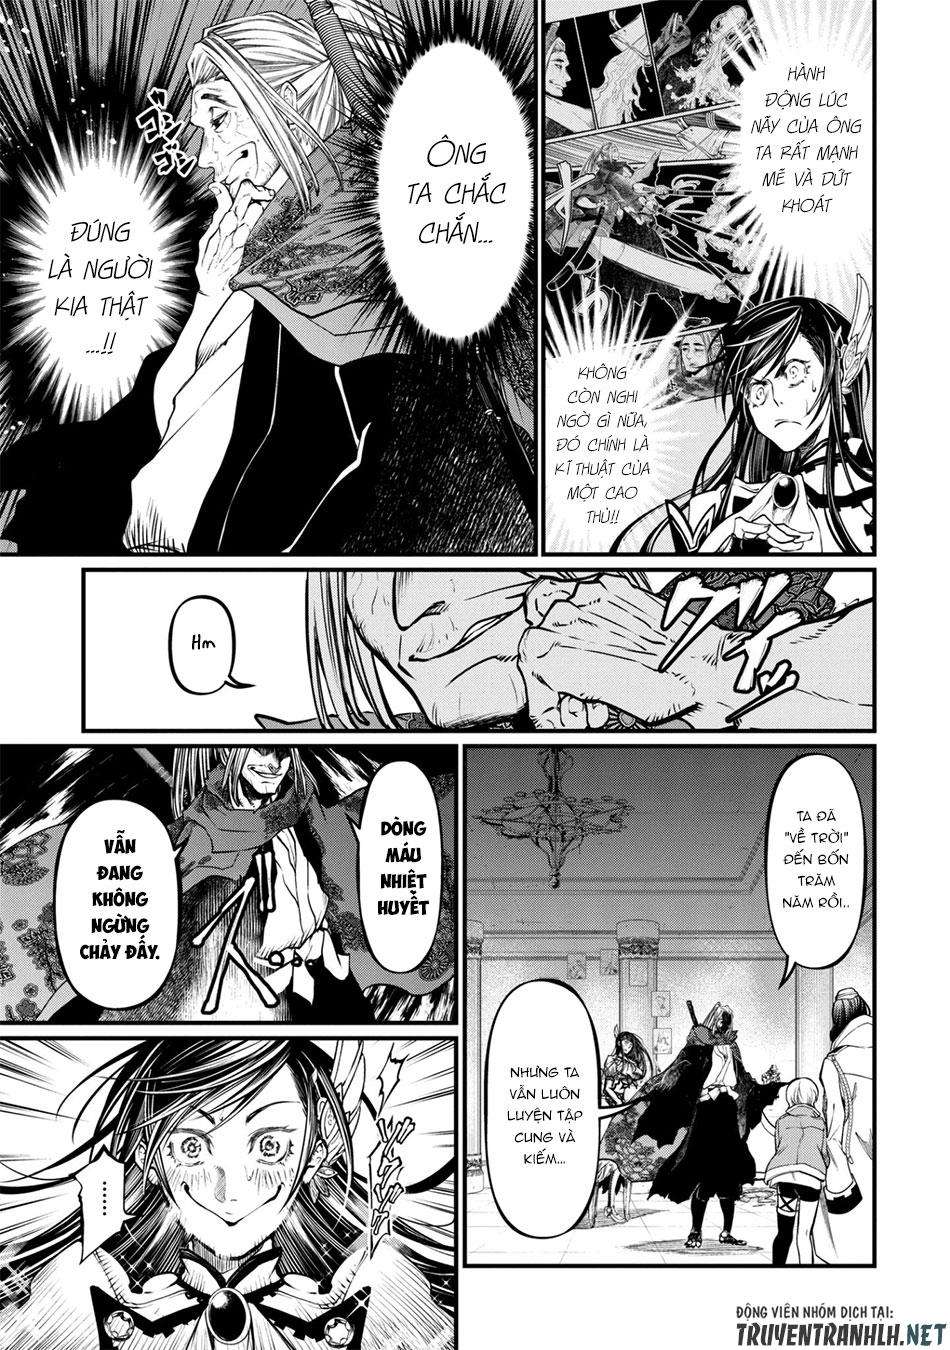 HÀNH
ĐỘNG LÚC
NÃY CỦA ÔNG
TA RẤT MẠNH
MẼ VÀ DỨT
KHOÁT
KHÔNG
CÒN NGHI
NGỜ GÌ NỮA,
ĐÓ CHÍNH LÀ
KĨ THUẬT CỦA
MỘT CAO
THỦ!!
ÔNG
TA CHẮC
CHẮN...
ĐÚNG
LÀ NGƯỜI
KIA THẬT
...!!
Hm
TA ĐÃ
"VỀ TRỜI"
ĐẾN BỐN
TRĂM
NĂM RỒI..
NHƯNG TA
VẪN LUÔN
LUYỆN TẬP
CUNG VÀ
KIẾM...
DÒNG
MÁU
NHIỆT
HUYẾT
VẪN
ĐANG
KHÔNG
NGỪNG
CHẢY ĐẤY.
ĐỘNG VIÊN NHÓM DỊCH TẠI:
TRUYENTRANHLH.NET